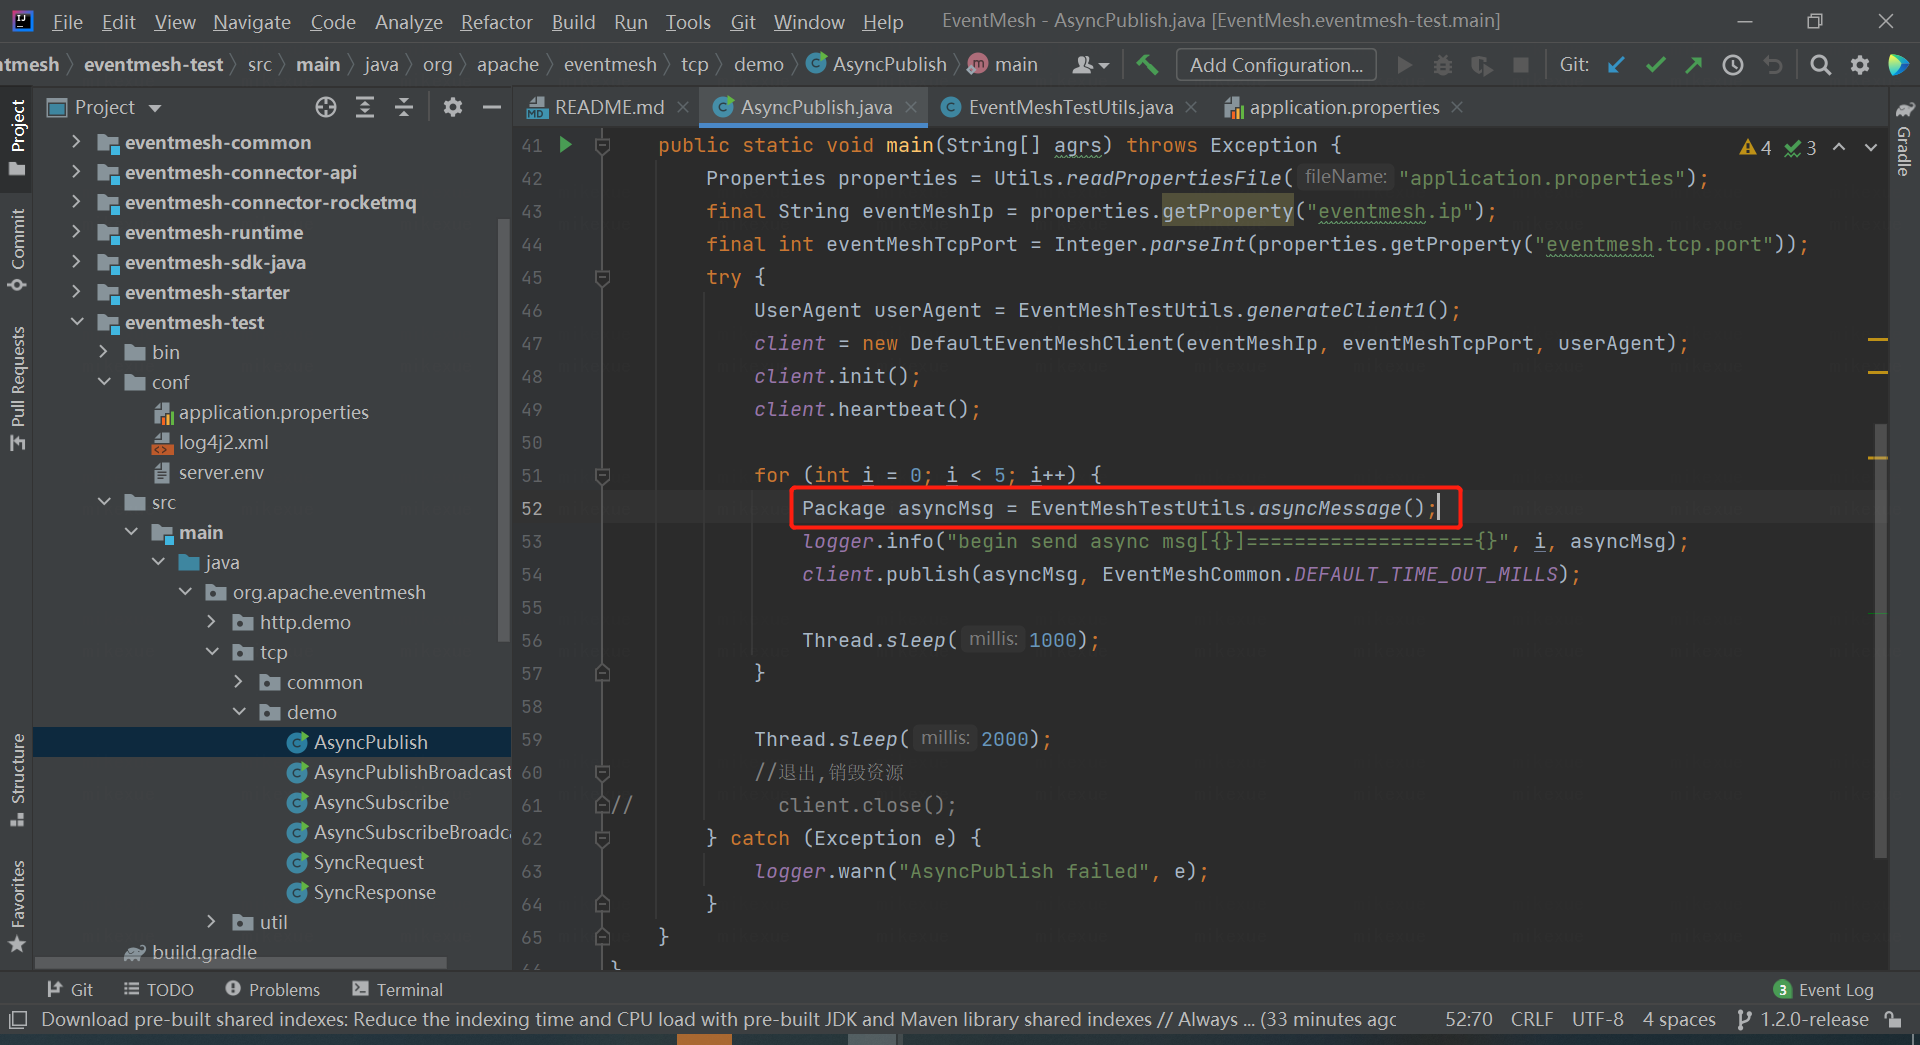 File Edit View Navigate Code Analyze Refactor Build Run Tools Git Window Help EventMesh - AsyncPublish.java [EventMesh.eventmesh-test.main]
ntmesh eventmesh-test src main java org apache eventmesh tcp demo AsyncPublish main Add Configuration... Git:
Project
README.md AsyncPublish.java EventMeshTestUtils.java application.properties
Project
Commit
Pull Requests
Structure
Favorites
Gradle
eventmesh-common
eventmesh-connector-api
eventmesh-connector-rocketmq
eventmesh-runtime
eventmesh-sdk-java
eventmesh-starter
eventmesh-test
bin
conf
application.properties
log4j2.xml
server.env
src
main
java
org.apache.eventmesh
http.demo
tcp
common
demo
AsyncPublish
AsyncPublishBroadcast
AsyncSubscribe
AsyncSubscribeBroadca
SyncRequest
SyncResponse
util
build.gradle
4 3
41 public static void main(String[] agrs) throws Exception {
42 Properties properties = Utils.readPropertiesFile( fileName: "application.properties");
43 final String eventMeshIp = properties.getProperty("eventmesh.ip");
44 final int eventMeshTcpPort = Integer.parseInt(properties.getProperty("eventmesh.tcp.port"));
45 try {
46 UserAgent userAgent = EventMeshTestUtils.generateClient1();
47 client = new DefaultEventMeshClient(eventMeshIp, eventMeshTcpPort, userAgent);
48 client.init();
49 client.heartbeat();
50
51 for (int i = 0; i < 5; i++) {
52 Package asyncMsg = EventMeshTestUtils.asyncMessage();
53 logger.info("begin send async msg[{}]==================={}", i, asyncMsg);
54 client.publish(asyncMsg, EventMeshCommon.DEFAULT_TIME_OUT_MILLS);
55
56 Thread.sleep( millis: 1000);
57 }
58
59 Thread.sleep( millis: 2000);
60 //退出,销毁资源
61 // client.close();
62 } catch (Exception e) {
63 logger.warn("AsyncPublish failed", e);
64 }
65 }
66 }
Git TODO Problems Terminal 3 Event Log
Download pre-built shared indexes: Reduce the indexing time and CPU load with pre-built JDK and Maven library shared indexes // Always ... (33 minutes agc 52:70 CRLF UTF-8 4 spaces 1.2.0-release